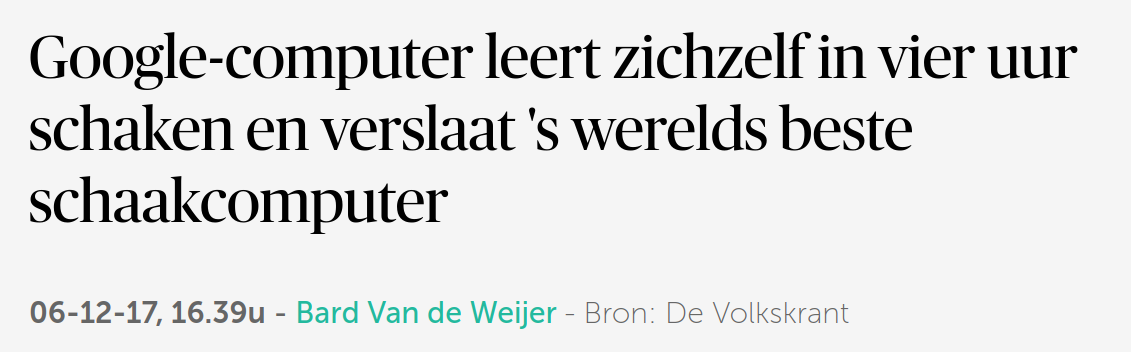 Google-computer leert zichzelf in vier uur
schaken en verslaat 's werelds beste
schaakcomputer
06-12-17, 16.39u - Bard Van de Weijer - Bron: De Volkskrant